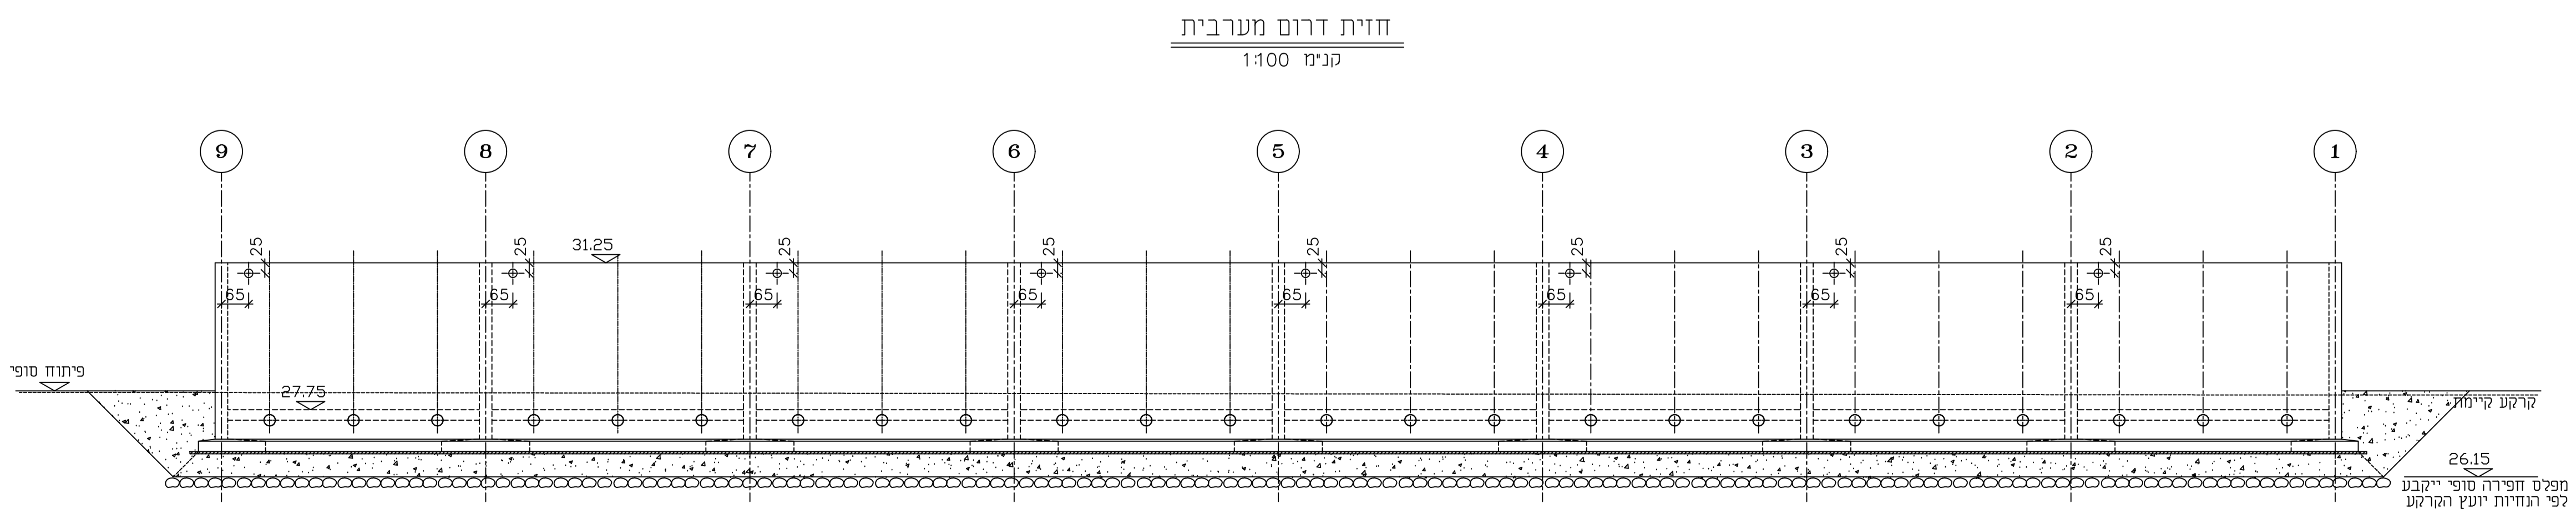 חזית דרום מערבית
קנ"מ 1:100
9 8 7 6 5 4 3 2 1
25 25 31.25 25 25 25 25 25 25
65 65 65 65 65 65 65 65
פיתוח סופי
27.75
קרקע קיימת
26.15
מפלס חפירה סופי ייקבע
לפי הנחיות יועץ הקרקע